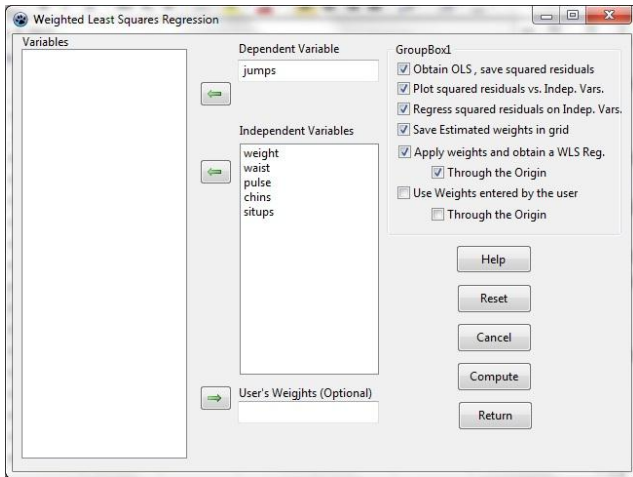 Weighted Least Squares Regression
Variables
Dependent Variable
jumps
Independent Variables
weight
waist
pulse
chins
situps
User's Weigjhts (Optional)
GroupBox1
Obtain OLS , save squared residuals
Plot squared residuals vs. Indep. Vars.
Regress squared residuals on Indep. Vars.
Save Estimated weights in grid
Apply weights and obtain a WLS Reg.
Through the Origin
Use Weights entered by the user
Through the Origin
Help
Reset
Cancel
Compute
Return